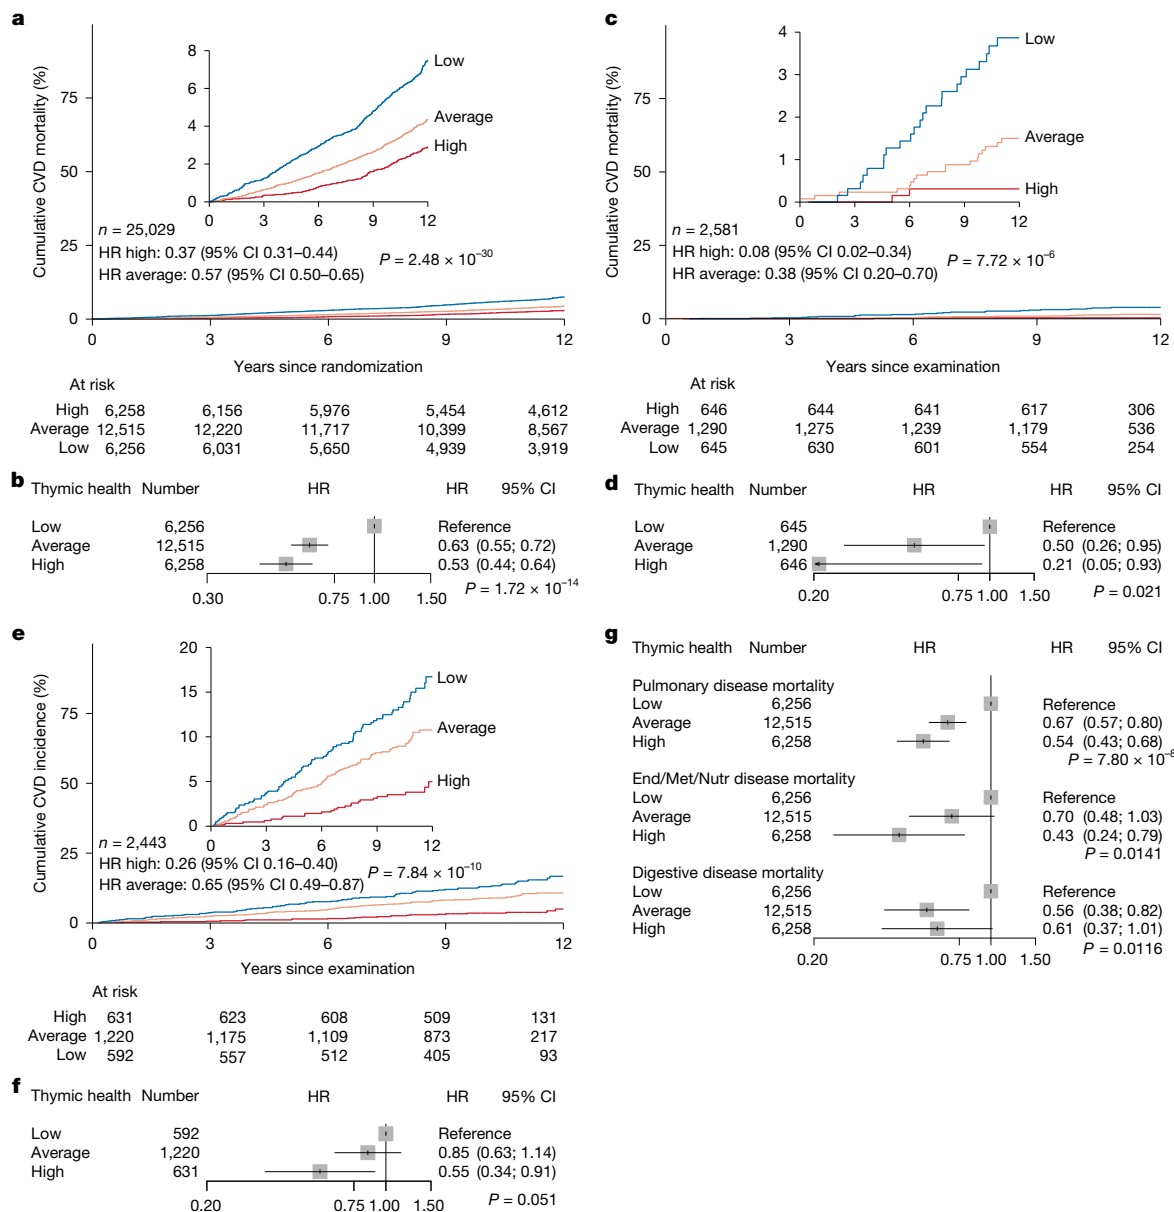 a
Cumulative CVD mortality (%)
75
50
25
0
8
6
4
2
0
0 3 6 9 12
Low
Average
High
n = 25,029
HR high: 0.37 (95% CI 0.31–0.44)
HR average: 0.57 (95% CI 0.50–0.65)
P = 2.48 × 10–30
0 3 6 9 12
Years since randomization
At risk
High 6,258 6,156 5,976 5,454 4,612
Average 12,515 12,220 11,717 10,399 8,567
Low 6,256 6,031 5,650 4,939 3,919
c
Cumulative CVD mortality (%)
75
50
25
0
4
3
2
1
0
0 3 6 9 12
Low
Average
High
n = 2,581
HR high: 0.08 (95% CI 0.02–0.34)
HR average: 0.38 (95% CI 0.20–0.70)
P = 7.72 × 10–6
0 3 6 9 12
Years since examination
At risk
High 646 644 641 617 306
Average 1,290 1,275 1,239 1,179 536
Low 645 630 601 554 254
b
Thymic health Number HR HR 95% CI
Low 6,256 Reference
Average 12,515 0.63 (0.55; 0.72)
High 6,258 0.53 (0.44; 0.64)
P = 1.72 × 10–14
0.30 0.75 1.00 1.50
d
Thymic health Number HR HR 95% CI
Low 645 Reference
Average 1,290 0.50 (0.26; 0.95)
High 646 0.21 (0.05; 0.93)
P = 0.021
0.20 0.75 1.00 1.50
e
Cumulative CVD incidence (%)
75
50
25
0
20
15
10
5
0
0 3 6 9 12
Low
Average
High
n = 2,443
HR high: 0.26 (95% CI 0.16–0.40)
HR average: 0.65 (95% CI 0.49–0.87)
P = 7.84 × 10–10
0 3 6 9 12
Years since examination
At risk
High 631 623 608 509 131
Average 1,220 1,175 1,109 873 217
Low 592 557 512 405 93
g
Thymic health Number HR HR 95% CI
Pulmonary disease mortality
Low 6,256 Reference
Average 12,515 0.67 (0.57; 0.80)
High 6,258 0.54 (0.43; 0.68)
P = 7.80 × 10–8
End/Met/Nutr disease mortality
Low 6,256 Reference
Average 12,515 0.70 (0.48; 1.03)
High 6,258 0.43 (0.24; 0.79)
P = 0.0141
Digestive disease mortality
Low 6,256 Reference
Average 12,515 0.56 (0.38; 0.82)
High 6,258 0.61 (0.37; 1.01)
P = 0.0116
0.20 0.75 1.00 1.50
f
Thymic health Number HR HR 95% CI
Low 592 Reference
Average 1,220 0.85 (0.63; 1.14)
High 631 0.55 (0.34; 0.91)
P = 0.051
0.20 0.75 1.00 1.50